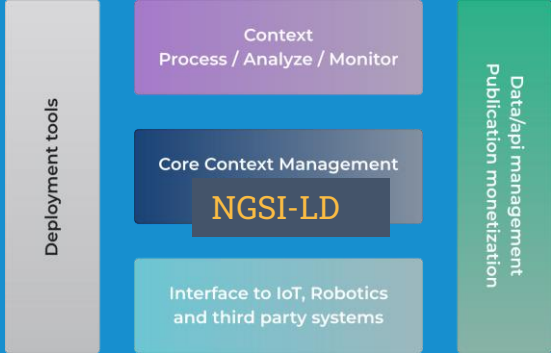 Deployment tools
Context
Process / Analyze / Monitor
Core Context Management
NGSI-LD
Interface to IoT, Robotics
and third party systems
Data/api management
Publication monetization